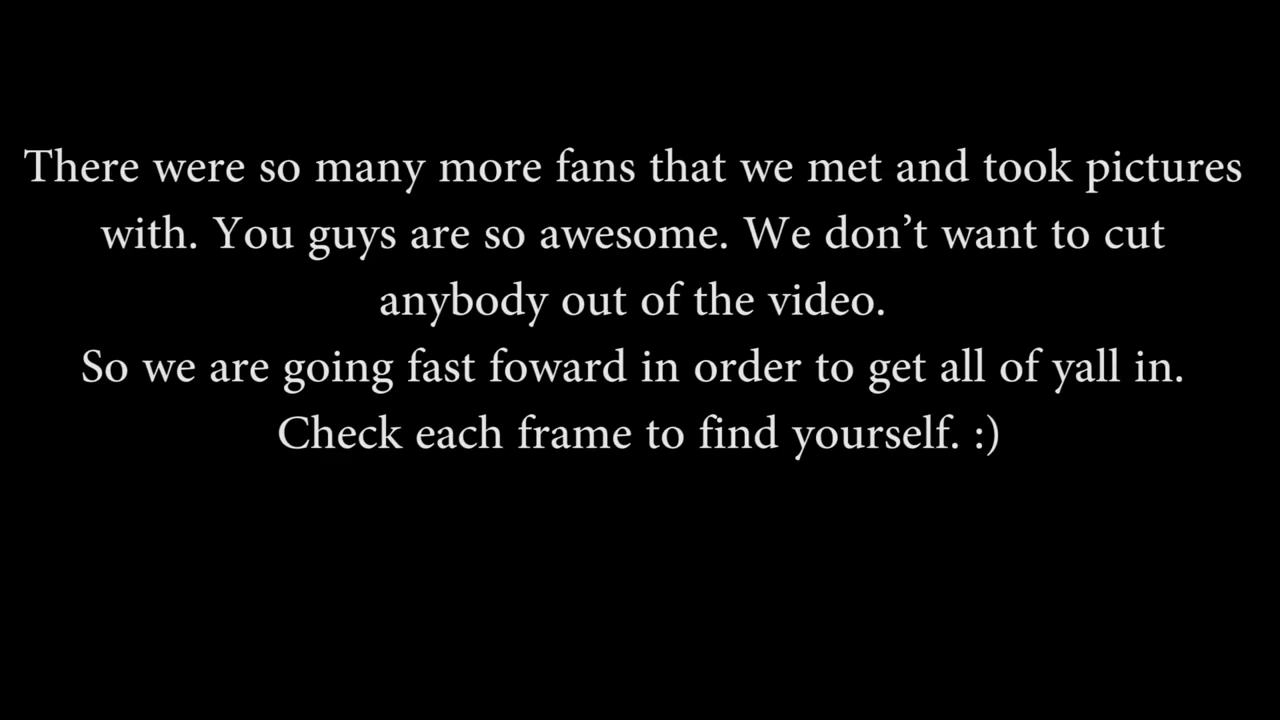 There were so many more fans that we met and took pictures
with. You guys are so awesome. We don’t want to cut
anybody out of the video.
So we are going fast foward in order to get all of yall in.
Check each frame to find yourself. :)